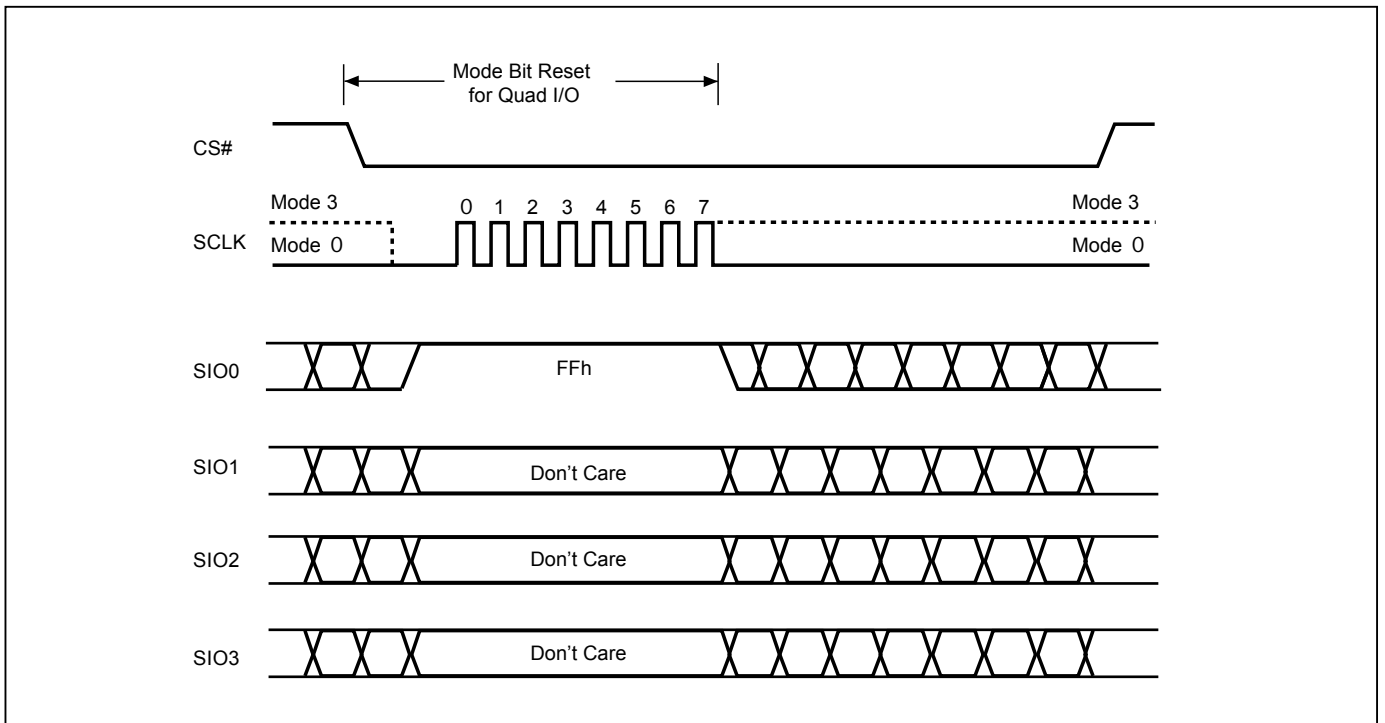 Mode Bit Reset
for Quad I/O
CS#
Mode 3
0 1 2 3 4 5 6 7
Mode 3
SCLK
Mode 0
Mode 0
SIO0
FFh
SIO1
Don't Care
SIO2
Don't Care
SIO3
Don't Care